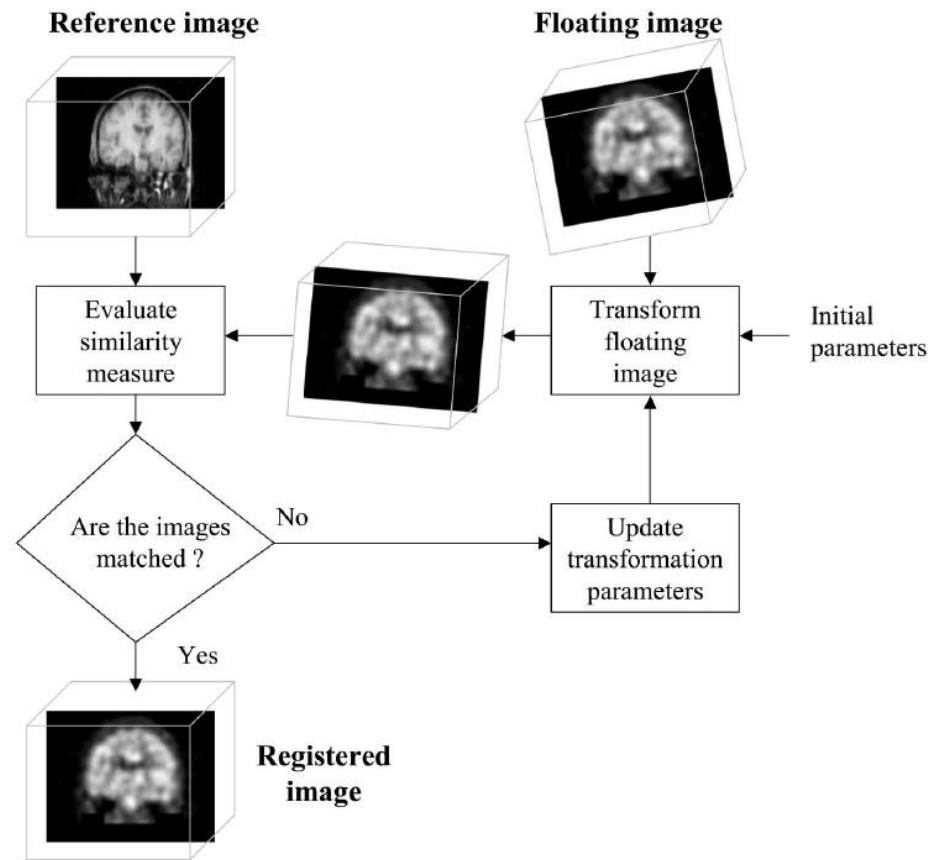 Reference image
Floating image
Evaluate
similarity
measure
Transform
floating
image
Initial
parameters
Are the images
matched ?
No
Update
transformation
parameters
Yes
Registered
image